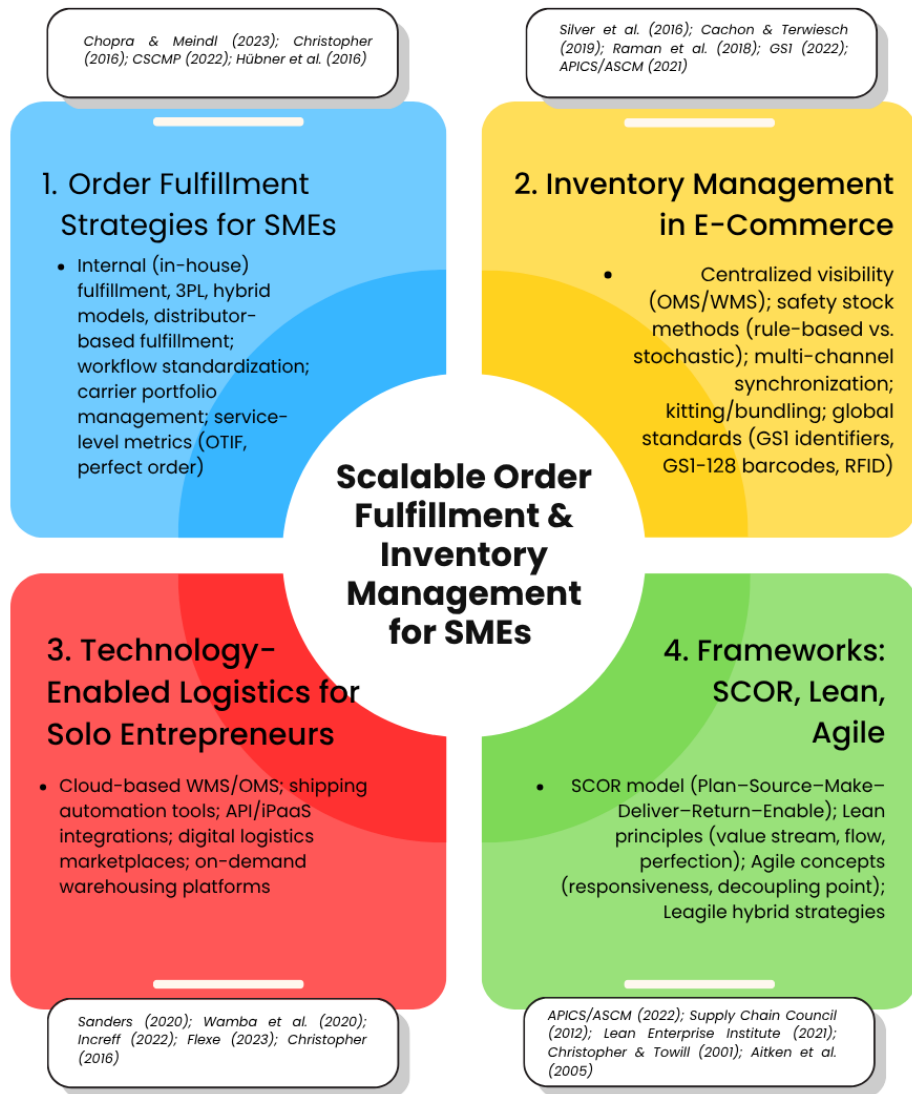 Chopra & Meindl (2023); Christopher
(2016); CSCMP (2022); Hübner et al. (2016)
1. Order Fulfillment
Strategies for SMEs
• Internal (in-house)
fulfillment, 3PL, hybrid
models, distributor-
based fulfillment;
workflow standardization;
carrier portfolio
management; service-
level metrics (OTIF,
perfect order)
Silver et al. (2016); Cachon & Terwiesch
(2019); Raman et al. (2018); GS1 (2022);
APICS/ASCM (2021)
2. Inventory Management
in E-Commerce
• Centralized visibility
(OMS/WMS); safety stock
methods (rule-based vs.
stochastic); multi-channel
synchronization;
kitting/bundling; global
standards (GS1 identifiers,
GS1-128 barcodes, RFID)
Scalable Order
Fulfillment &
Inventory
Management
for SMEs
3. Technology-
Enabled Logistics for
Solo Entrepreneurs
• Cloud-based WMS/OMS; shipping
automation tools; API/iPaaS
integrations; digital logistics
marketplaces; on-demand
warehousing platforms
Sanders (2020); Wamba et al. (2020);
Increff (2022); Flexe (2023); Christopher
(2016)
4. Frameworks:
SCOR, Lean,
Agile
• SCOR model (Plan–Source–Make–
Deliver–Return–Enable); Lean
principles (value stream, flow,
perfection); Agile concepts
(responsiveness, decoupling point);
Leagile hybrid strategies
APICS/ASCM (2022); Supply Chain Council
(2012); Lean Enterprise Institute (2021);
Christopher & Towill (2001); Aitken et al.
(2005)